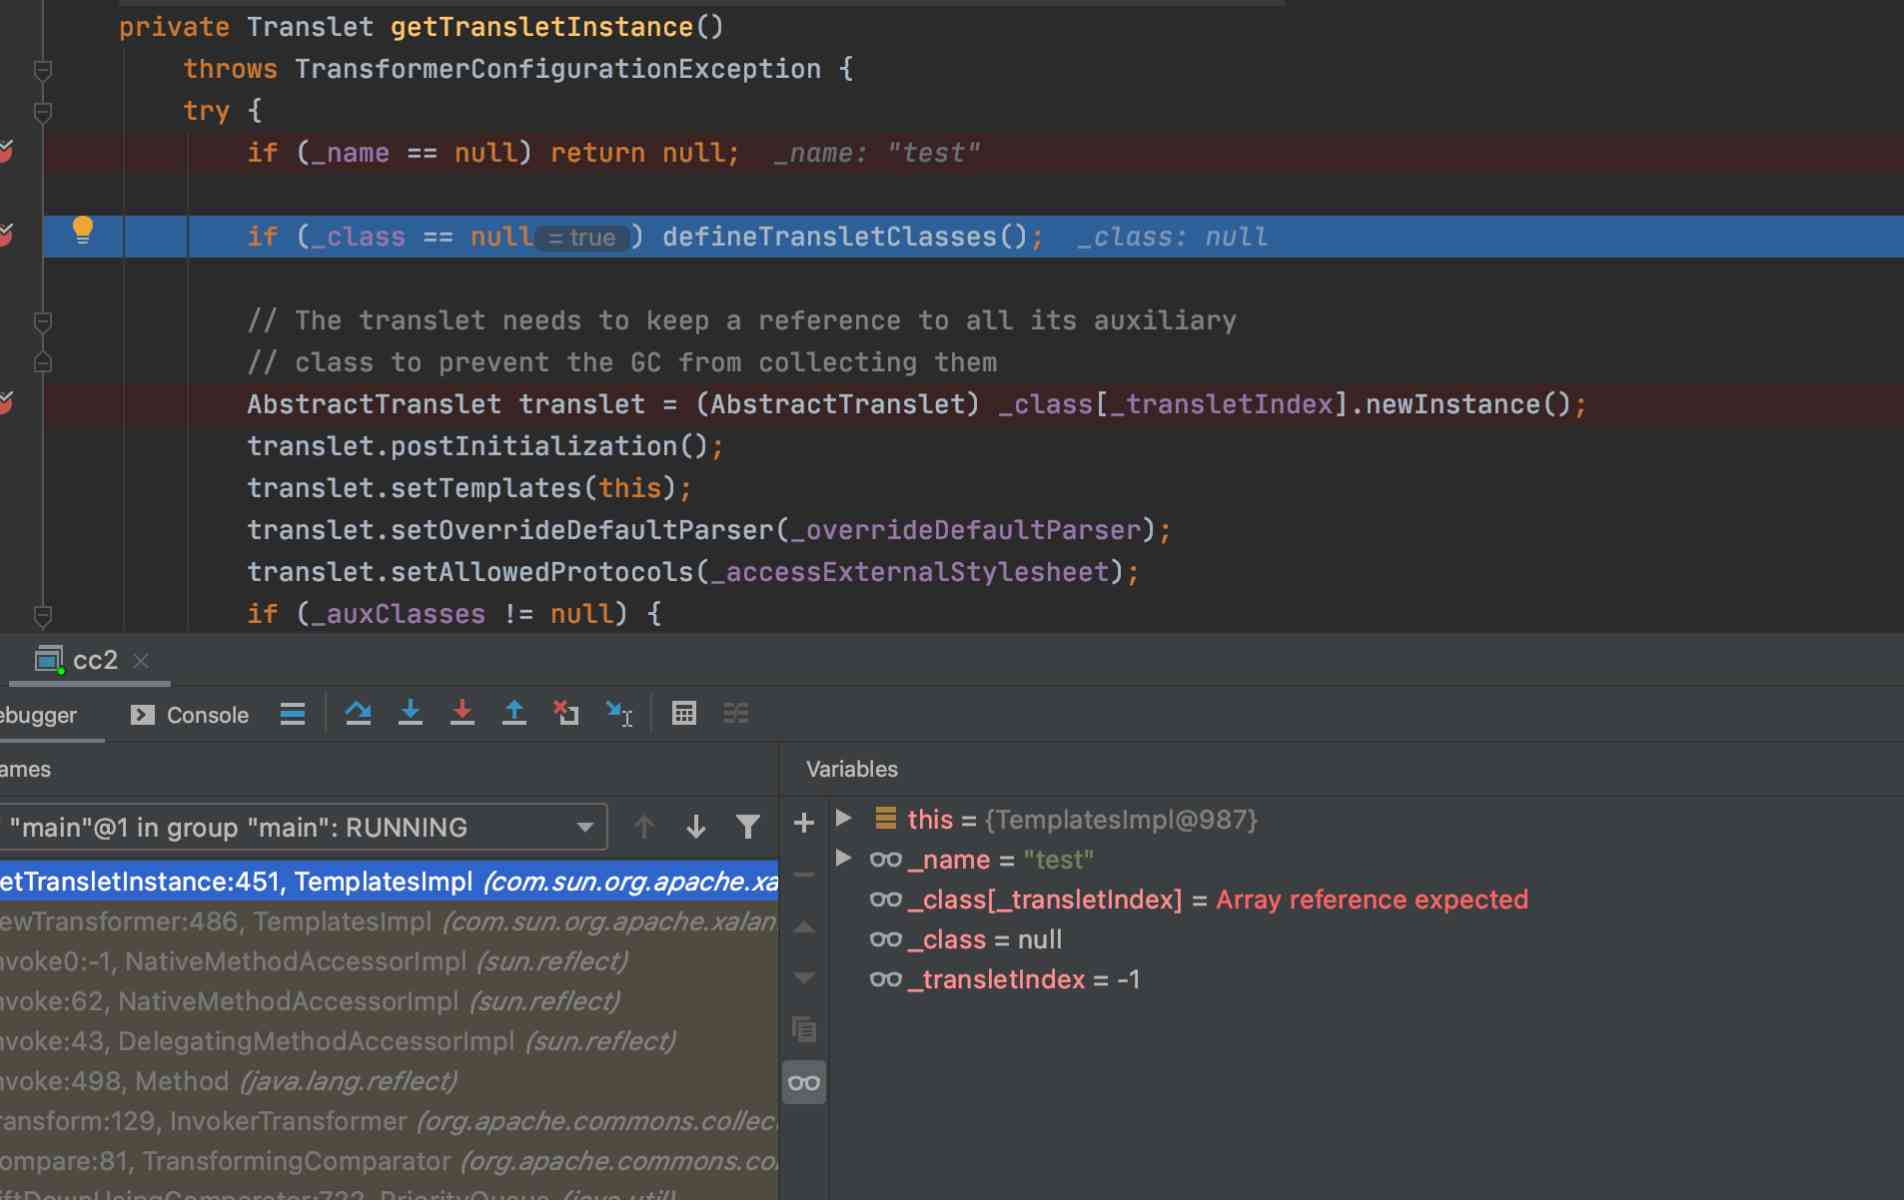 private Translet getTransletInstance()
throws TransformerConfigurationException {
try {
if (_name == null) return null; _name: "test"
if (_class == null = true ) defineTransletClasses(); _class: null
// The translet needs to keep a reference to all its auxiliary
// class to prevent the GC from collecting them
AbstractTranslet translet = (AbstractTranslet) _class[_transletIndex].newInstance();
translet.postInitialization();
translet.setTemplates(this);
translet.setOverrideDefaultParser(_overrideDefaultParser);
translet.setAllowedProtocols(_accessExternalStylesheet);
if (_auxClasses != null) {
cc2
ebugger Console
ames
Variables
"main"@1 in group "main": RUNNING
etTransletInstance:451, TemplatesImpl (com.sun.org.apache.xa
ewTransformer:486, TemplatesImpl (com.sun.org.apache.xalan
nvoke0:-1, NativeMethodAccessorImpl (sun.reflect)
nvoke:62, NativeMethodAccessorImpl (sun.reflect)
nvoke:43, DelegatingMethodAccessorImpl (sun.reflect)
nvoke:498, Method (java.lang.reflect)
ransform:129, InvokerTransformer (org.apache.commons.collec
ompare:81, TransformingComparator (org.apache.commons.co
iftDownUsingComparator:722, PriorityQueue (java.util)
this = {TemplatesImpl@987}
_name = "test"
_class[_transletIndex] = Array reference expected
_class = null
_transletIndex = -1